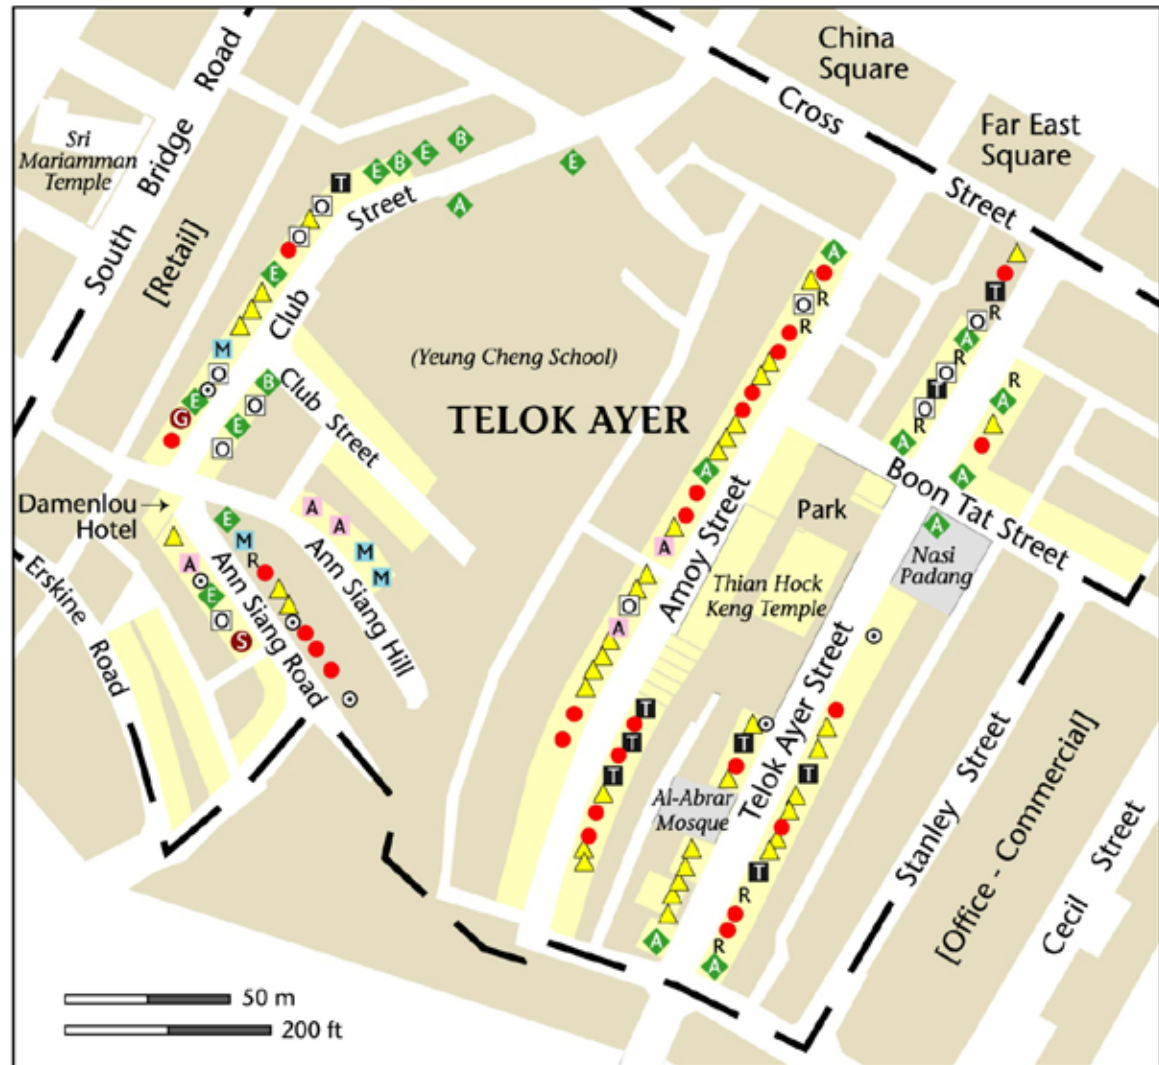 China
Square
Cross
Street
Far East
Square
Sri
Mariamman
Temple
South Bridge Road
[Retail]
B
E
B
E
E
T
O
Street
A
O
E
Club
M
O
E
G
B
O
E
O
Club Street
(Yeung Cheng School)
TELOK AYER
A
R
O
R
A
A
T
R
O
A
R
O
T
O
R
A
R
A
A
Boon Tat Street
A
Nasi
Padang
Park
Thian Hock
Keng Temple
Amoy Street
O
A
Damenlou
Hotel
E
M
R
A
E
O
S
A
A
M
M
Ann Siang Road
Ann Siang Hill
Erskine
Road
T
T
T
T
Al-Abrar
Mosque
Telok Ayer Street
T
T
R
R
A
A
Stanley Street
[Office - Commercial]
Cecil Street
50 m
200 ft